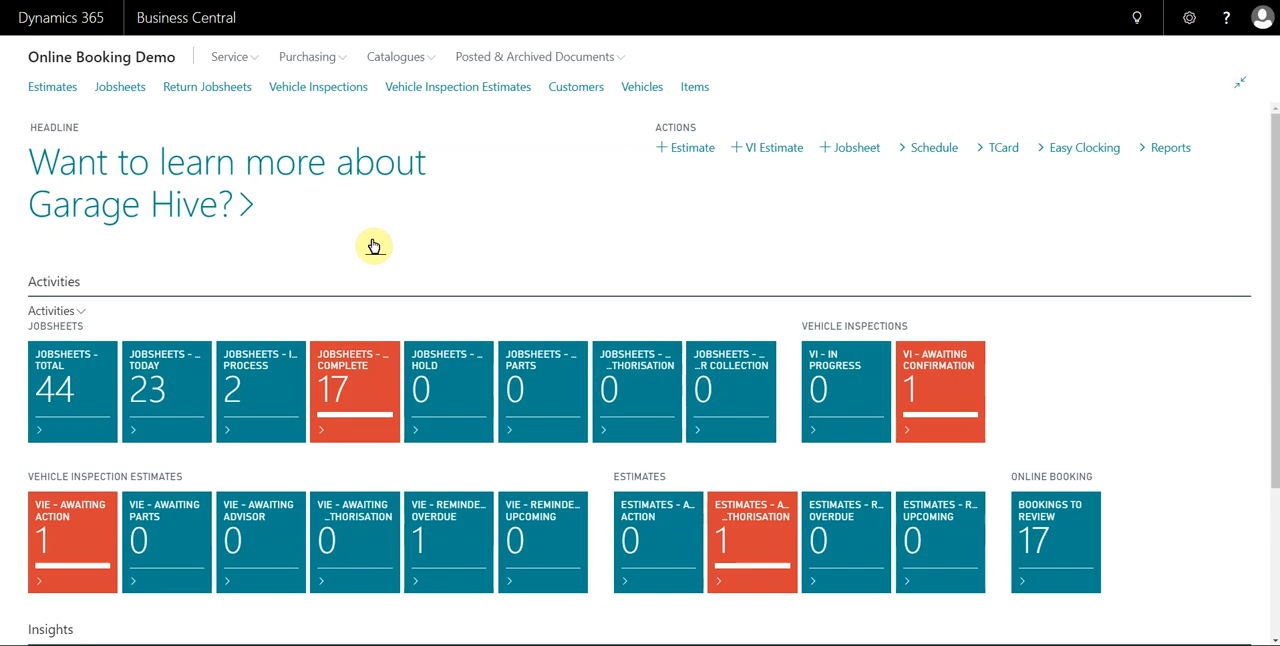 Dynamics 365
Business Central
Online Booking Demo
Service
Purchasing
Catalogues
Posted & Archived Documents
Estimates
Jobsheets
Return Jobsheets
Vehicle Inspections
Vehicle Inspection Estimates
Customers
Vehicles
Items
HEADLINE
Want to learn more about
Garage Hive?
ACTIONS
+ Estimate
+ VI Estimate
+ Jobsheet
> Schedule
> TCard
> Easy Clocking
> Reports
Activities
Activities
JOBSHEETS
JOBSHEETS -
TOTAL
44
JOBSHEETS - ...
TODAY
23
JOBSHEETS - I...
PROCESS
2
JOBSHEETS - ...
COMPLETE
17
JOBSHEETS - ...
HOLD
0
JOBSHEETS - ...
PARTS
0
JOBSHEETS - ...
...THORISATION
0
JOBSHEETS - ...
...R COLLECTION
0
VEHICLE INSPECTIONS
VI - IN
PROGRESS
0
VI - AWAITING
CONFIRMATION
1
VEHICLE INSPECTION ESTIMATES
VIE - AWAITING
ACTION
1
VIE - AWAITING
PARTS
0
VIE - AWAITING
ADVISOR
0
VIE - AWAITING
...THORISATION
0
VIE - REMINDE...
OVERDUE
1
VIE - REMINDE...
UPCOMING
0
ESTIMATES
ESTIMATES - A...
ACTION
0
ESTIMATES - A...
...THORISATION
1
ESTIMATES - R...
OVERDUE
0
ESTIMATES - R...
UPCOMING
0
ONLINE BOOKING
BOOKINGS TO
REVIEW
17
Insights